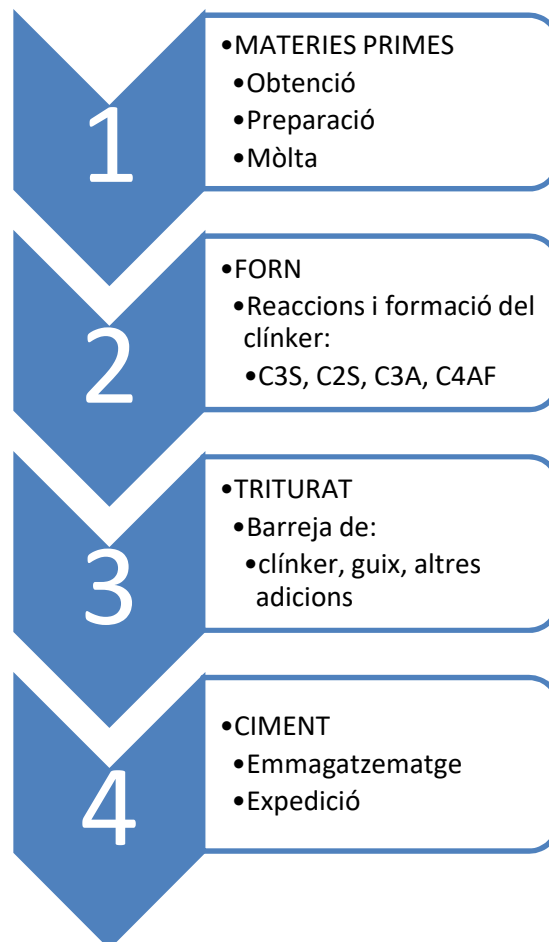 1
•MATERIES PRIMES
•Obtenció
•Preparació
•Mòlta
2
•FORN
•Reaccions i formació del
clínker:
•C3S, C2S, C3A, C4AF
3
•TRITURAT
•Barreja de:
•clínker, guix, altres
adicions
4
•CIMENT
•Emmagatzematge
•Expedició